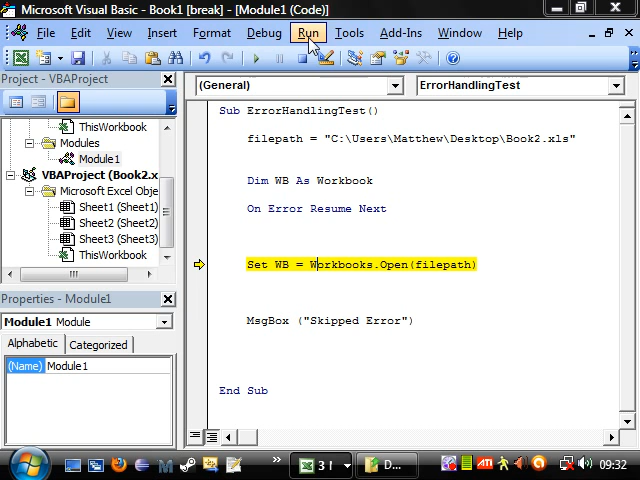 Microsoft Visual Basic - Book1 [break] - [Module1 (Code)]
File Edit View Insert Format Debug Run Tools Add-Ins Window Help
Project - VBAProject
(General)
ErrorHandlingTest
ThisWorkbook
Modules
Module1
VBAProject (Book2.x
Microsoft Excel Obje
Sheet1 (Sheet1)
Sheet2 (Sheet2)
Sheet3 (Sheet3)
ThisWorkbook
Properties - Module1
Module1 Module
Alphabetic Categorized
(Name) Module1
Sub ErrorHandlingTest()
filepath = "C:\Users\Matthew\Desktop\Book2.xls"
Dim WB As Workbook
On Error Resume Next
Set WB = Workbooks.Open(filepath)
MsgBox ("Skipped Error")
End Sub
3 I
D...
ATI
09:32